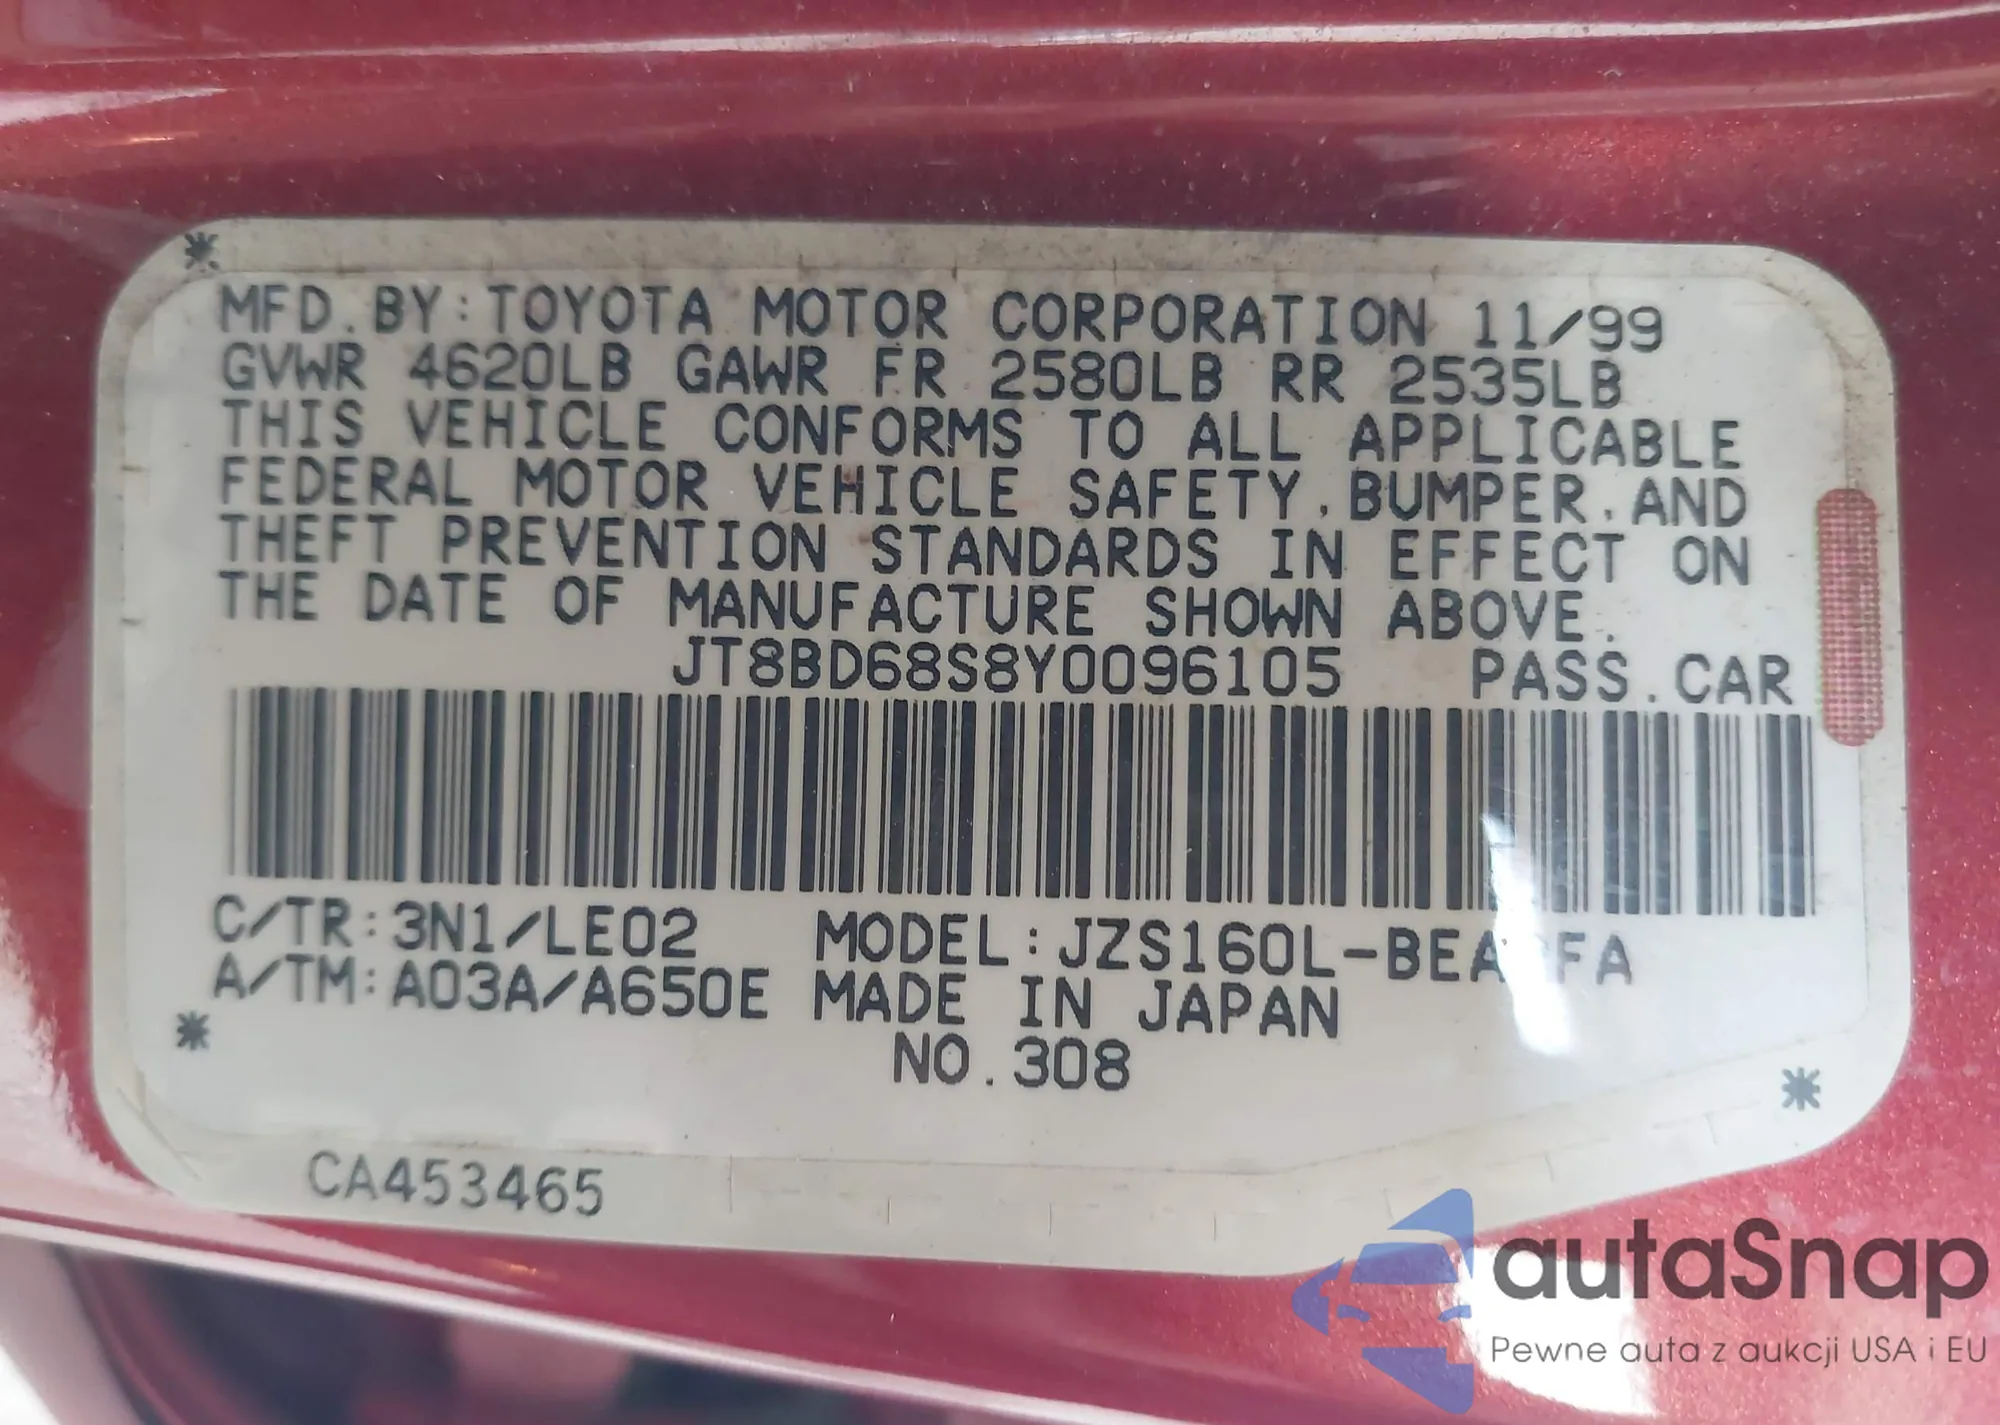 MFD.BY:TOYOTA MOTOR CORPORATION 11/99
GVWR 4620LB GAWR FR 2580LB RR 2535LB
THIS VEHICLE CONFORMS TO ALL APPLICABLE
FEDERAL MOTOR VEHICLE SAFETY,BUMPER,AND
THEFT PREVENTION STANDARDS IN EFFECT ON
THE DATE OF MANUFACTURE SHOWN ABOVE.
JT8BD68S8Y0096105 PASS.CAR
C/TR:3N1/LE02 MODEL:
A/TM:A03A/A650E MADE IN JAPAN
NO.308
CA453465
autaSnap
Pewne auta z aukcji USA i EU